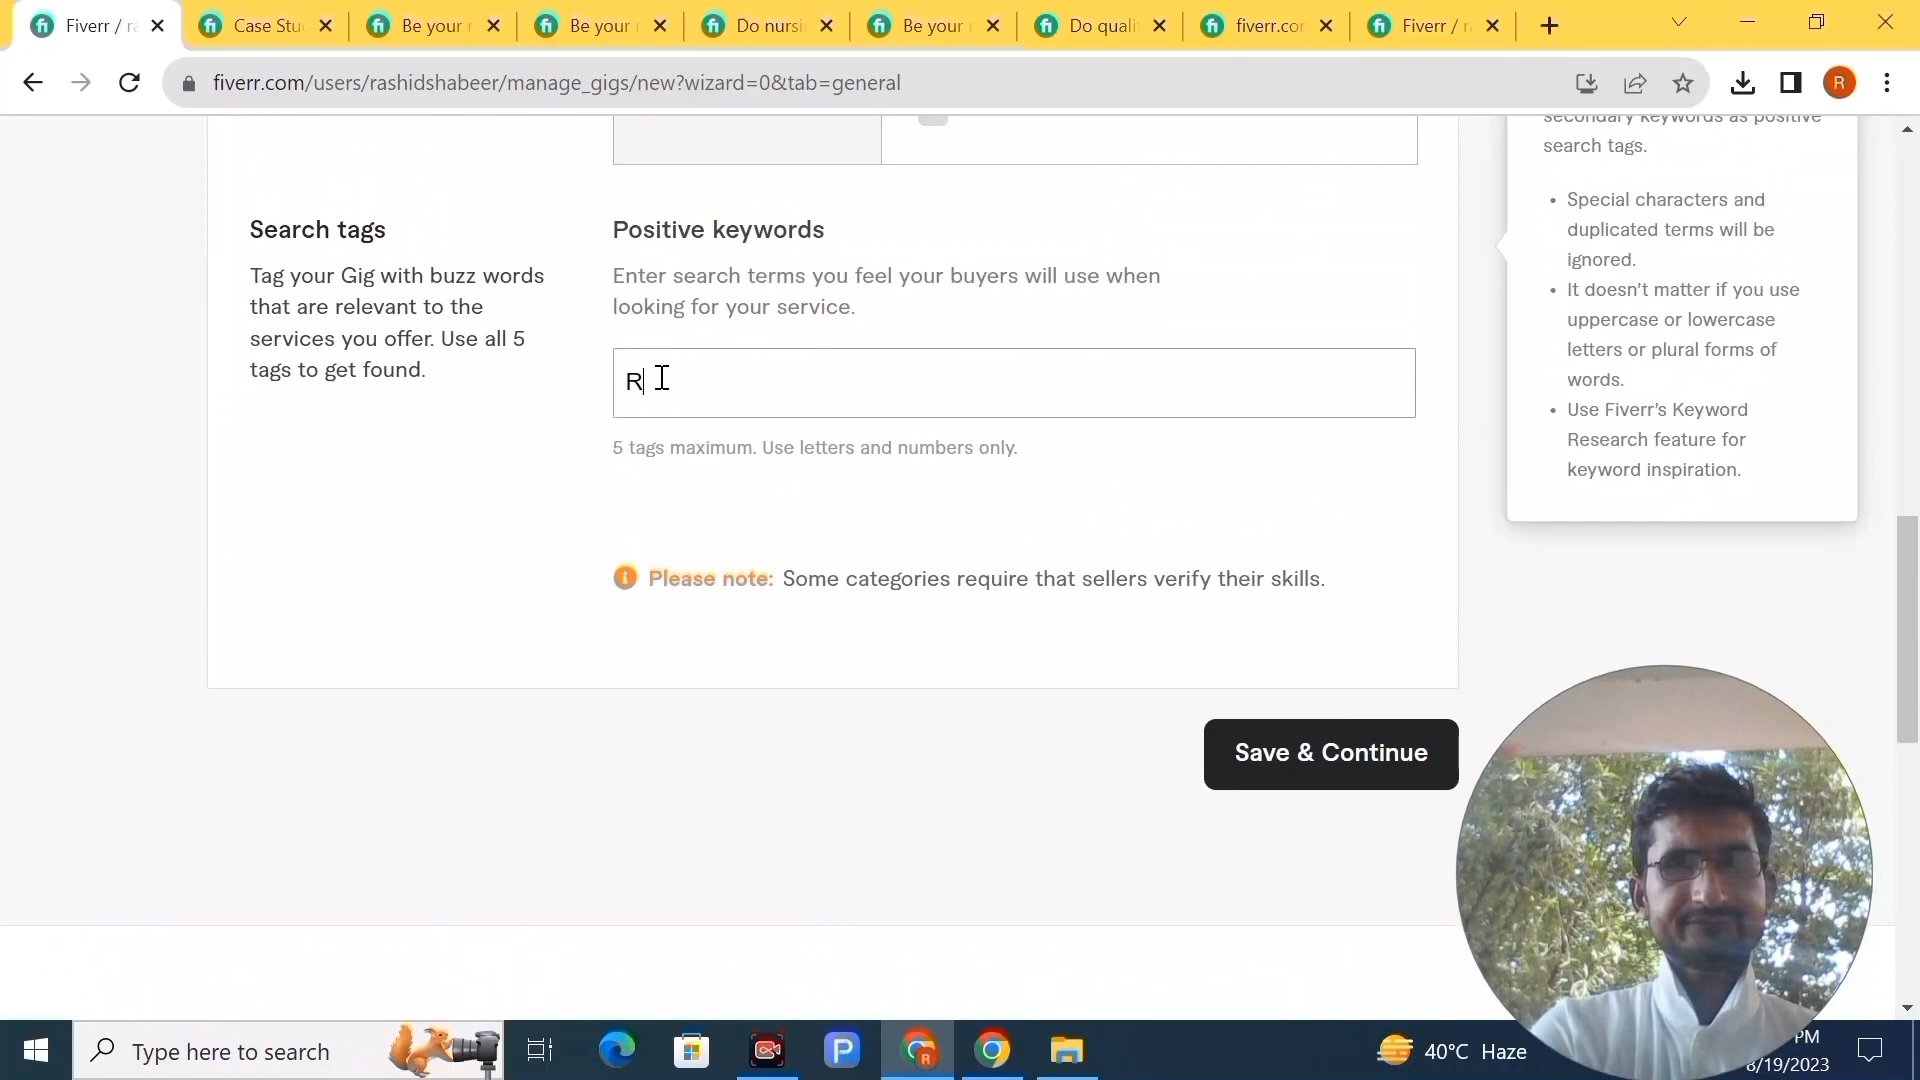 Fiverr / ra
Case Stu
Be your r
Be your r
Do nursi
Be your r
Do quali
fiverr.cor
Fiverr / r
fiverr.com/users/rashidshabeer/manage_gigs/new?wizard=0&tab=general
R
secondary keywords as positive
search tags.
• Special characters and
duplicated terms will be
ignored.
• It doesn't matter if you use
uppercase or lowercase
letters or plural forms of
words.
• Use Fiverr's Keyword
Research feature for
keyword inspiration.
Search tags
Tag your Gig with buzz words
that are relevant to the
services you offer. Use all 5
tags to get found.
Positive keywords
Enter search terms you feel your buyers will use when
looking for your service.
R
5 tags maximum. Use letters and numbers only.
Please note: Some categories require that sellers verify their skills.
Save & Continue
Type here to search
P
R
40°C Haze
PM
8/19/2023